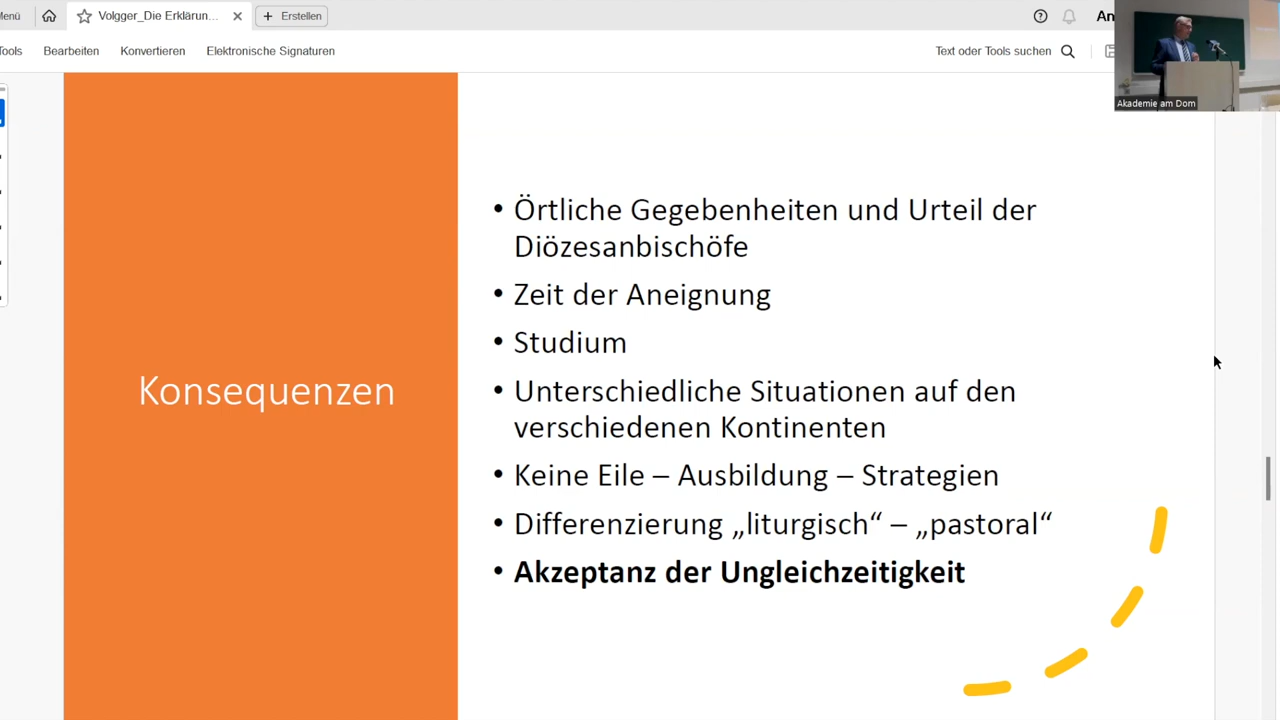 Menü
Volgger_Die Erklärun...
Erstellen
An
Tools
Bearbeiten
Konvertieren
Elektronische Signaturen
Text oder Tools suchen
Akademie am Dom
Konsequenzen
• Örtliche Gegebenheiten und Urteil der
Diözesanbischöfe
• Zeit der Aneignung
• Studium
• Unterschiedliche Situationen auf den
verschiedenen Kontinenten
• Keine Eile – Ausbildung – Strategien
• Differenzierung „liturgisch“ – „pastoral“
• Akzeptanz der Ungleichzeitigkeit